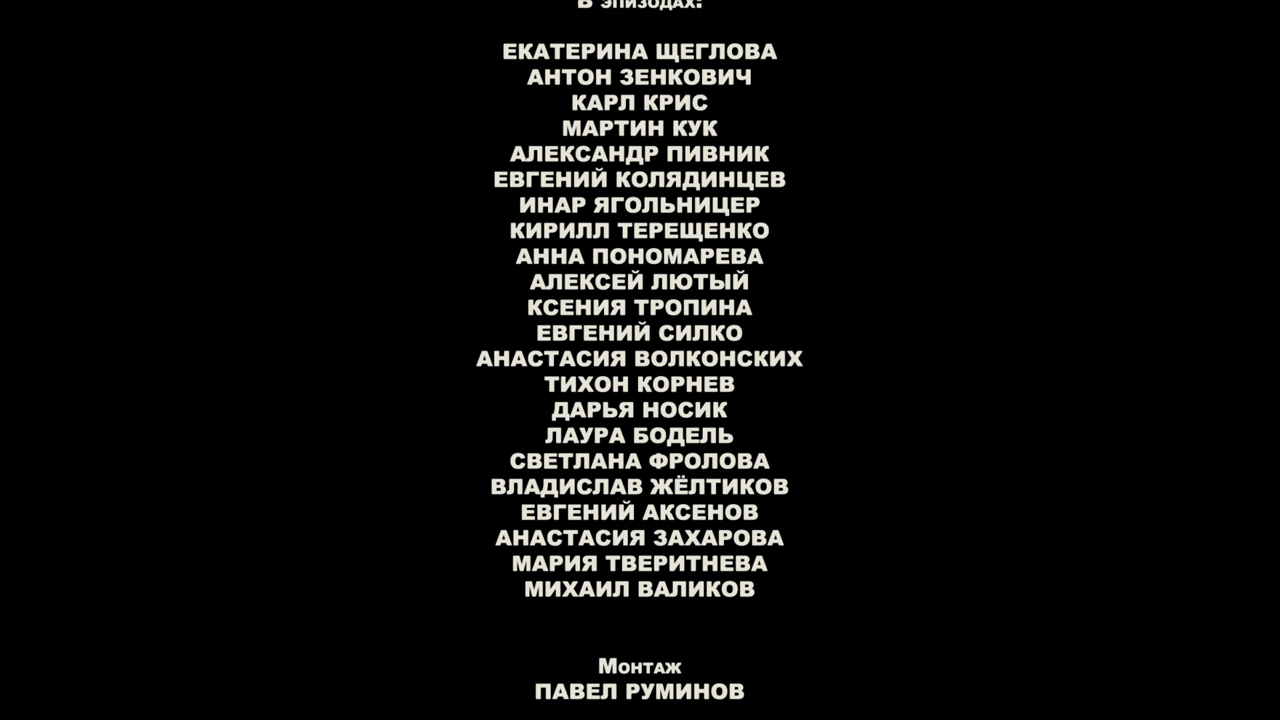 В эпизодах:
ЕКАТЕРИНА ЩЕГЛОВА
АНТОН ЗЕНКОВИЧ
КАРЛ КРИС
МАРТИН КУК
АЛЕКСАНДР ПИВНИК
ЕВГЕНИЙ КОЛЯДИНЦЕВ
ИНАР ЯГОЛЬНИЦЕР
КИРИЛЛ ТЕРЕЩЕНКО
АННА ПОНОМАРЕВА
АЛЕКСЕЙ ЛЮТЫЙ
КСЕНИЯ ТРОПИНА
ЕВГЕНИЙ СИЛКО
АНАСТАСИЯ ВОЛКОНСКИХ
ТИХОН КОРНЕВ
ДАРЬЯ НОСИК
ЛАУРА БОДЕЛЬ
СВЕТЛАНА ФРОЛОВА
ВЛАДИСЛАВ ЖЁЛТИКОВ
ЕВГЕНИЙ АКСЕНОВ
АНАСТАСИЯ ЗАХАРОВА
МАРИЯ ТВЕРИТНЕВА
МИХАИЛ ВАЛИКОВ
Монтаж
ПАВЕЛ РУМИНОВ